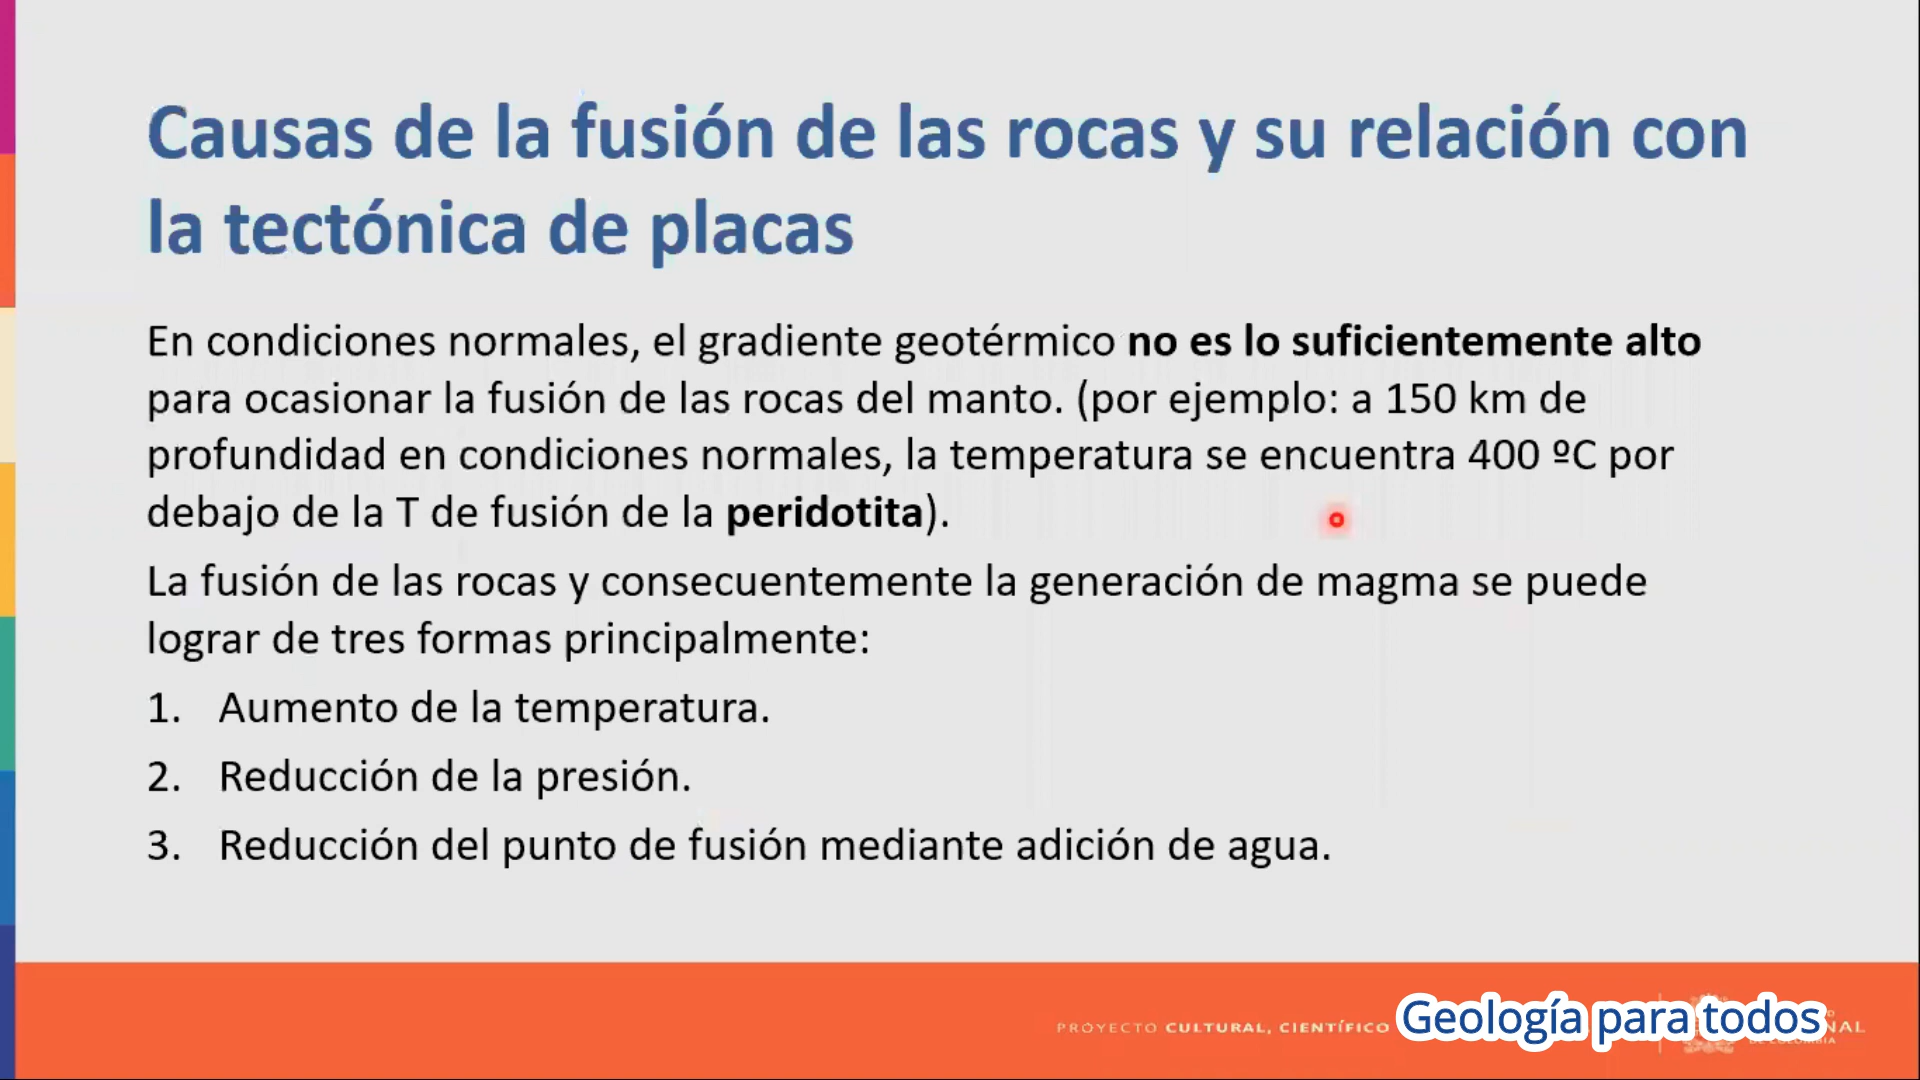 Causas de la fusión de las rocas y su relación con
la tectónica de placas
En condiciones normales, el gradiente geotérmico no es lo suficientemente alto
para ocasionar la fusión de las rocas del manto. (por ejemplo: a 150 km de
profundidad en condiciones normales, la temperatura se encuentra 400 ºC por
debajo de la T de fusión de la peridotita).
La fusión de las rocas y consecuentemente la generación de magma se puede
lograr de tres formas principalmente:
1. Aumento de la temperatura.
2. Reducción de la presión.
3. Reducción del punto de fusión mediante adición de agua.
PROYECTO CULTURAL, CIENTÍFICO
Geología para todos
DE COLOMBIA